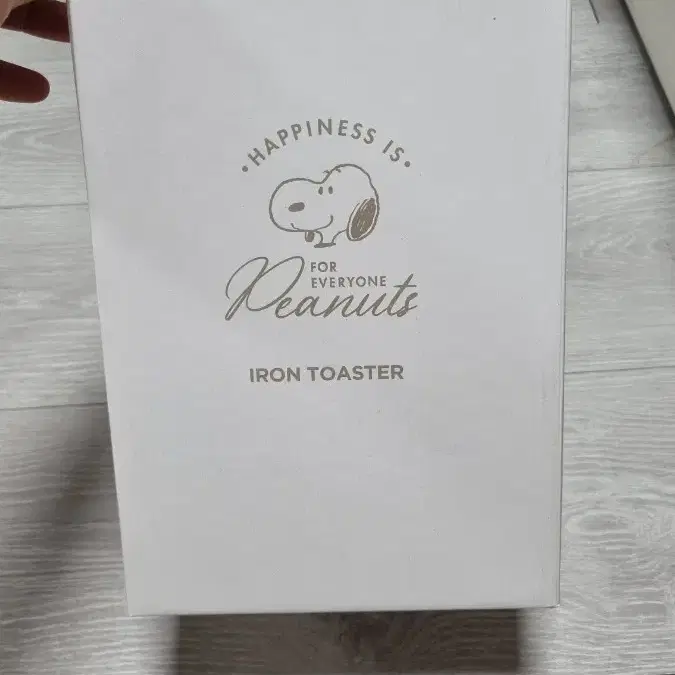 • HAPPINESS IS •
FOR
EVERYONE
Peanuts
IRON TOASTER